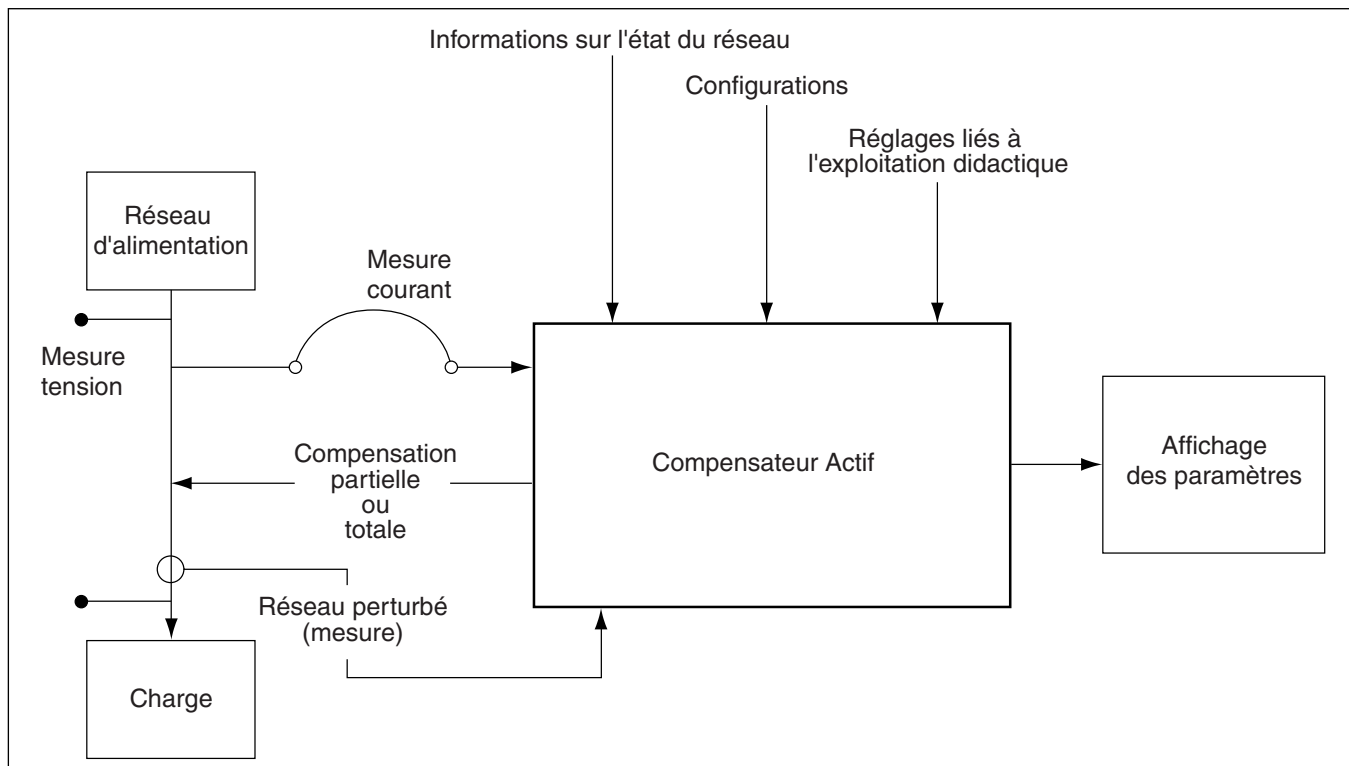 Informations sur l'état du réseau
Configurations
Réglages liés à
l'exploitation didactique
Réseau
d'alimentation
Mesure
courant
Mesure
tension
Compensation
partielle
ou
totale
Compensateur Actif
Affichage
des paramètres
Réseau perturbé
(mesure)
Charge